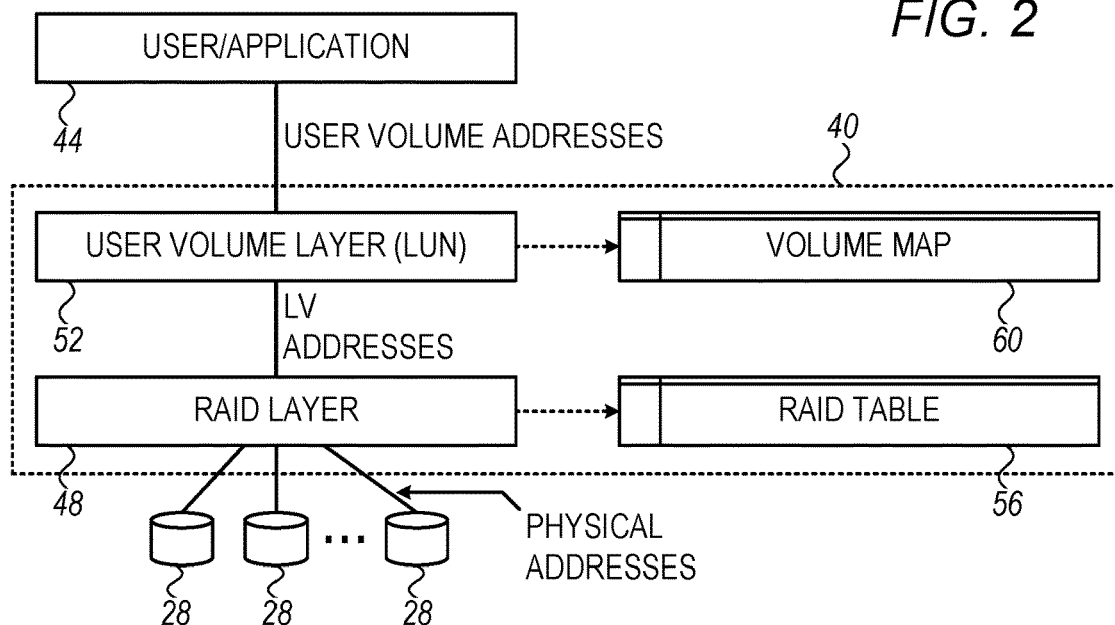 FIG. 2
USER/APPLICATION
44
USER VOLUME ADDRESSES
40
USER VOLUME LAYER (LUN)
VOLUME MAP
52
LV
ADDRESSES
60
RAID LAYER
RAID TABLE
48
56
PHYSICAL
ADDRESSES
28
28
28